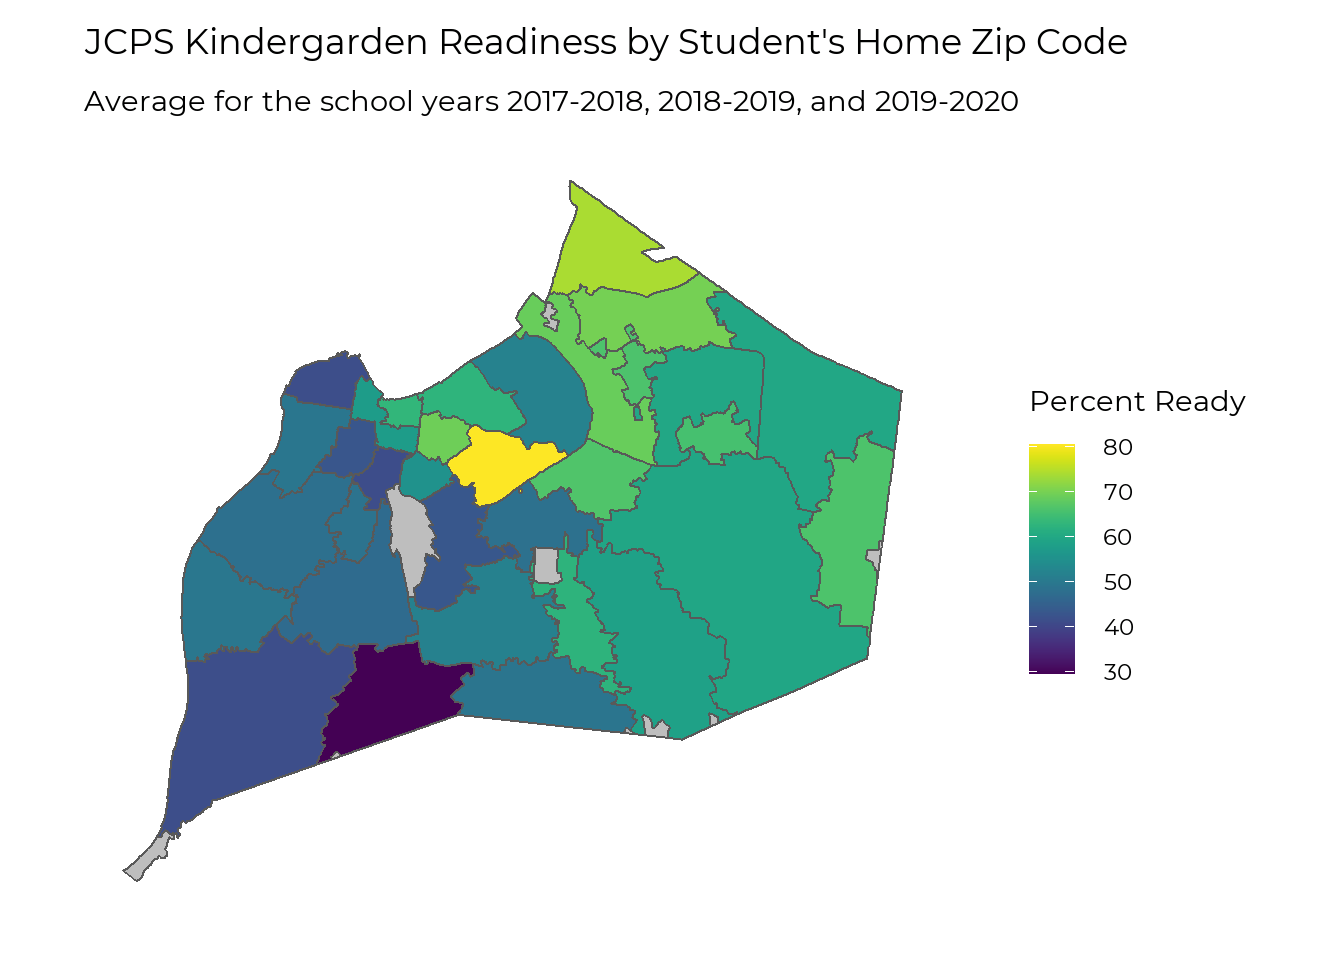 JCPS Kindergarden Readiness by Student's Home Zip Code
Average for the school years 2017-2018, 2018-2019, and 2019-2020
Percent Ready
80
70
60
50
40
30